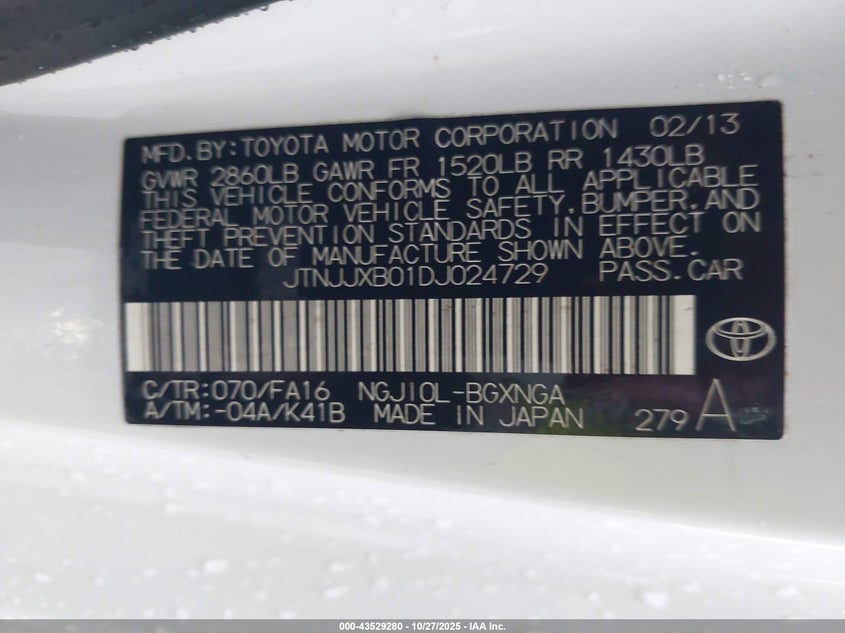 MFD.BY:TOYOTA MOTOR CORPORATION 02/13
GVWR 2860LB GAWR FR 1520LB RR 1430LB
THIS VEHICLE CONFORMS TO ALL APPLICABLE
FEDERAL MOTOR VEHICLE SAFETY,BUMPER,AND
THEFT PREVENTION STANDARDS IN EFFECT ON
THE DATE OF MANUFACTURE SHOWN ABOVE.
JTNJJXB01DJ024729 PASS.CAR
C/TR:070/FA16 NGJ10L-BGXNGA
A/TM:-04A/K41B MADE IN JAPAN 279 A
000-43529280 - 10/27/2025 - IAA Inc.